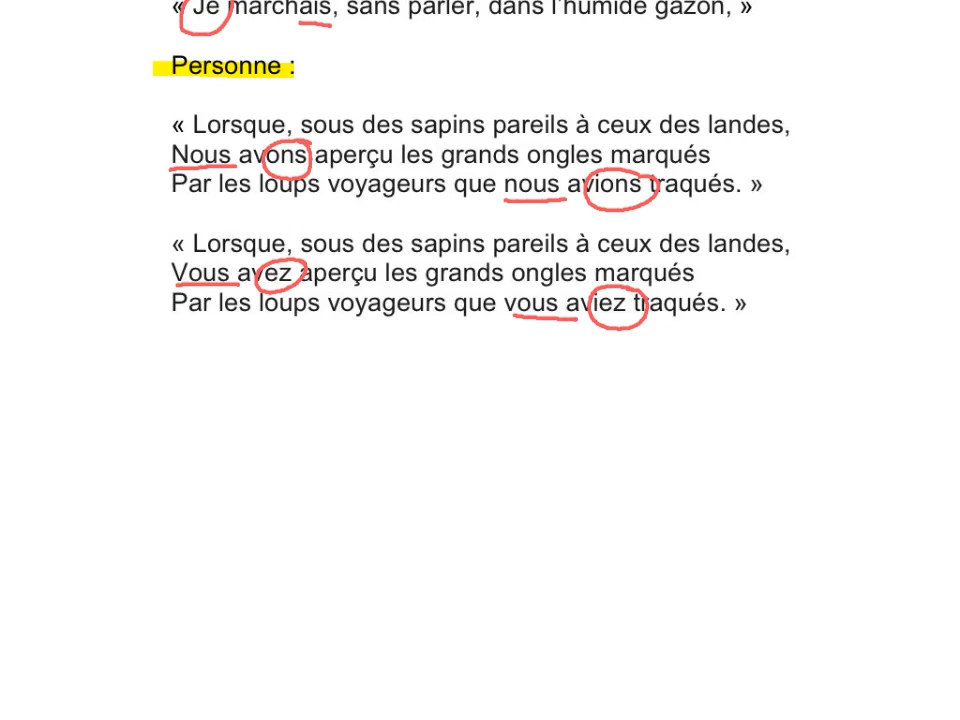 « Je marchais, sans parler, dans l'humide gazon, »
Personne :
« Lorsque, sous des sapins pareils à ceux des landes,
Nous avons aperçu les grands ongles marqués
Par les loups voyageurs que nous avions traqués. »
« Lorsque, sous des sapins pareils à ceux des landes,
Vous avez aperçu les grands ongles marqués
Par les loups voyageurs que vous aviez traqués. »